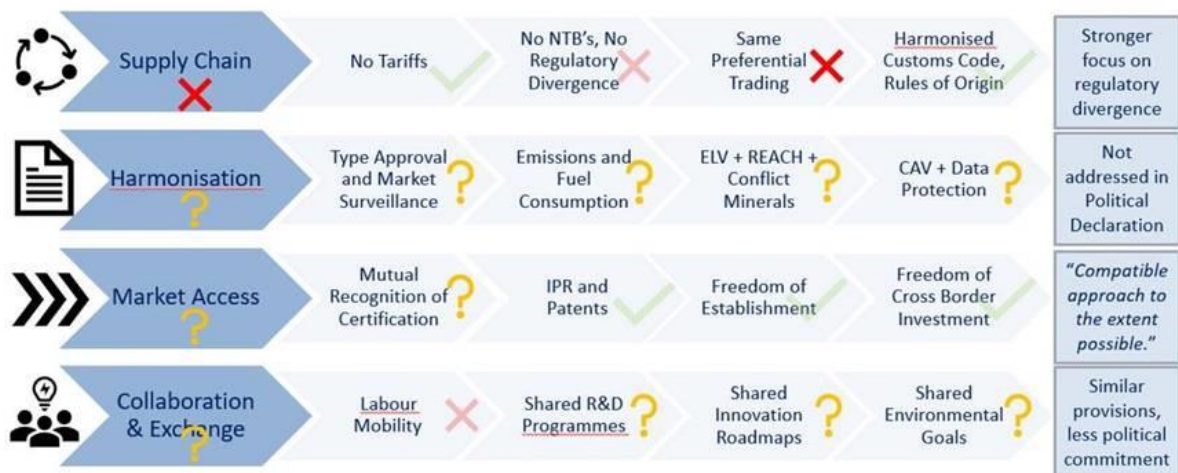 Supply Chain
No Tariffs
No NTB's, No
Regulatory
Divergence
Same
Preferential
Trading
Harmonised
Customs Code,
Rules of Origin
Stronger
focus on
regulatory
divergence
Harmonisation
Type Approval
and Market
Surveillance
Emissions and
Fuel
Consumption
ELV + REACH +
Conflict
Minerals
CAV + Data
Protection
Not
addressed in
Political
Declaration
Market Access
Mutual
Recognition of
Certification
IPR and
Patents
Freedom of
Establishment
Freedom of
Cross Border
Investment
“Compatible
approach to
the extent
possible.”
Collaboration
& Exchange
Labour
Mobility
Shared R&D
Programmes
Shared
Innovation
Roadmaps
Shared
Environmental
Goals
Similar
provisions,
less political
commitment